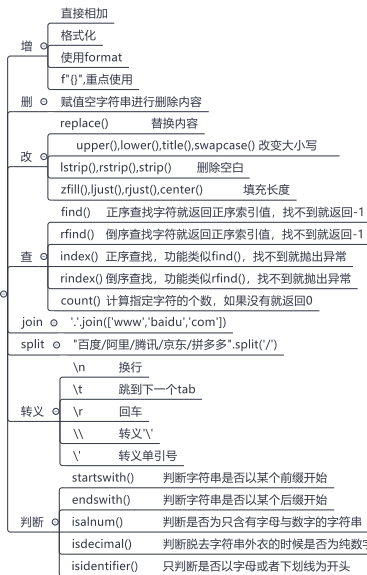 增
直接相加
格式化
使用format
f"{}",重点使用
删 赋值空字符串进行删除内容
改
replace() 替换内容
upper(),lower(),title(),swapcase() 改变大小写
lstrip(),rstrip(),strip() 删除空白
zfill(),ljust(),rjust(),center() 填充长度
查
find() 正序查找字符就返回正序索引值，找不到就返回-1
rfind() 倒序查找字符就返回正序索引值，找不到就返回-1
index() 正序查找，功能类似find()，找不到就抛出异常
rindex() 倒序查找，功能类似rfind()，找不到就抛出异常
count() 计算指定字符的个数，如果没有就返回0
join '.'.join(['www','baidu','com'])
split "百度/阿里/腾讯/京东/拼多多".split('/')
转义
\n 换行
\t 跳到下一个tab
\r 回车
\\ 转义'\'
\' 转义单引号
判断
startswith() 判断字符串是否以某个前缀开始
endswith() 判断字符串是否以某个后缀开始
isalnum() 判断是否为只含有字母与数字的字符串
isdecimal() 判断脱去字符串外衣的时候是否为纯数
isidentifier() 只判断是否以字母或者下划线为开头